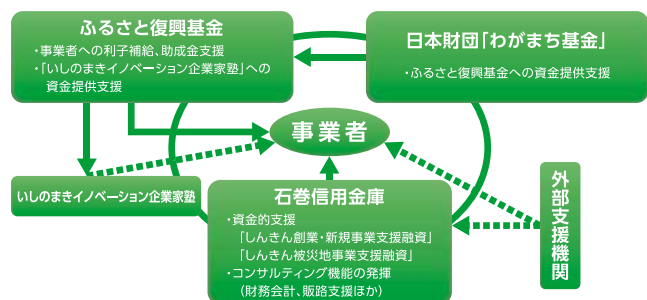 ふるさと復興基金
・事業者への利子補給、助成金支援
・「いしのまきイノベーション企業家塾」への
資金提供支援
日本財団「わがまち基金」
・ふるさと復興基金への資金提供支援
事業者
いしのまきイノベーション企業家塾
石巻信用金庫
・資金的支援
「しんきん創業・新規事業支援融資」
「しんきん被災地事業支援融資」
・コンサルティング機能の発揮
（財務会計、販路支援ほか）
外部支援機関